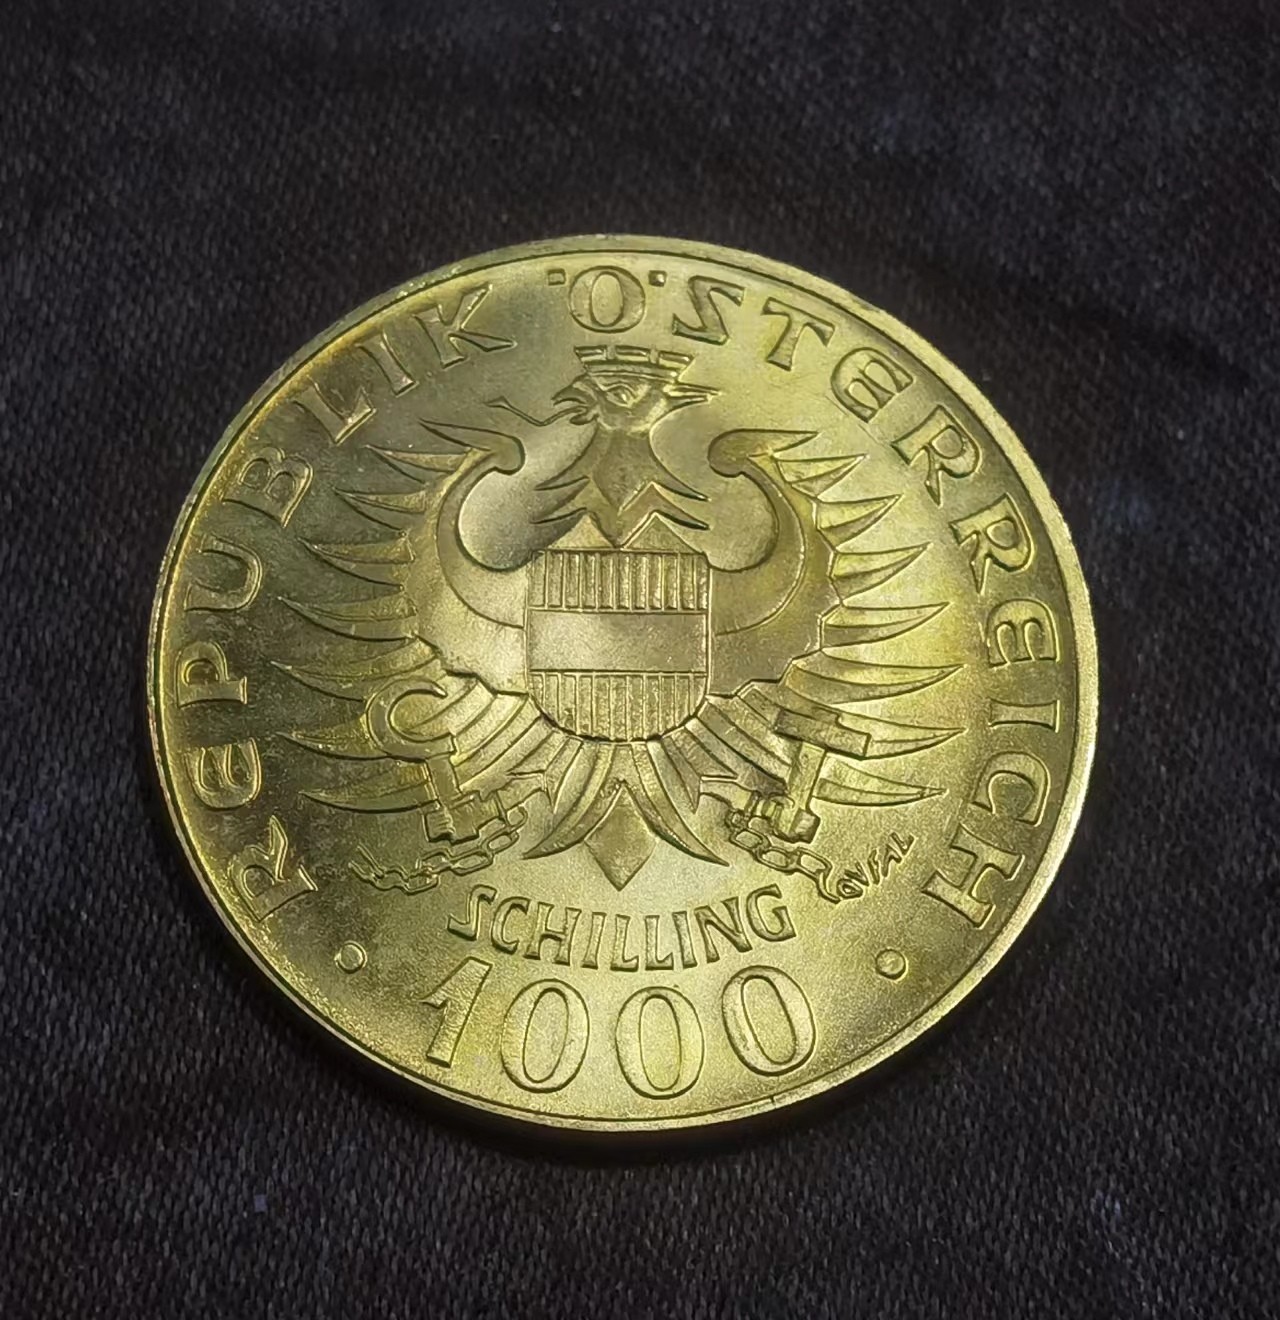 REPUBLIK ÖSTERREICH
SCHILLING
1000